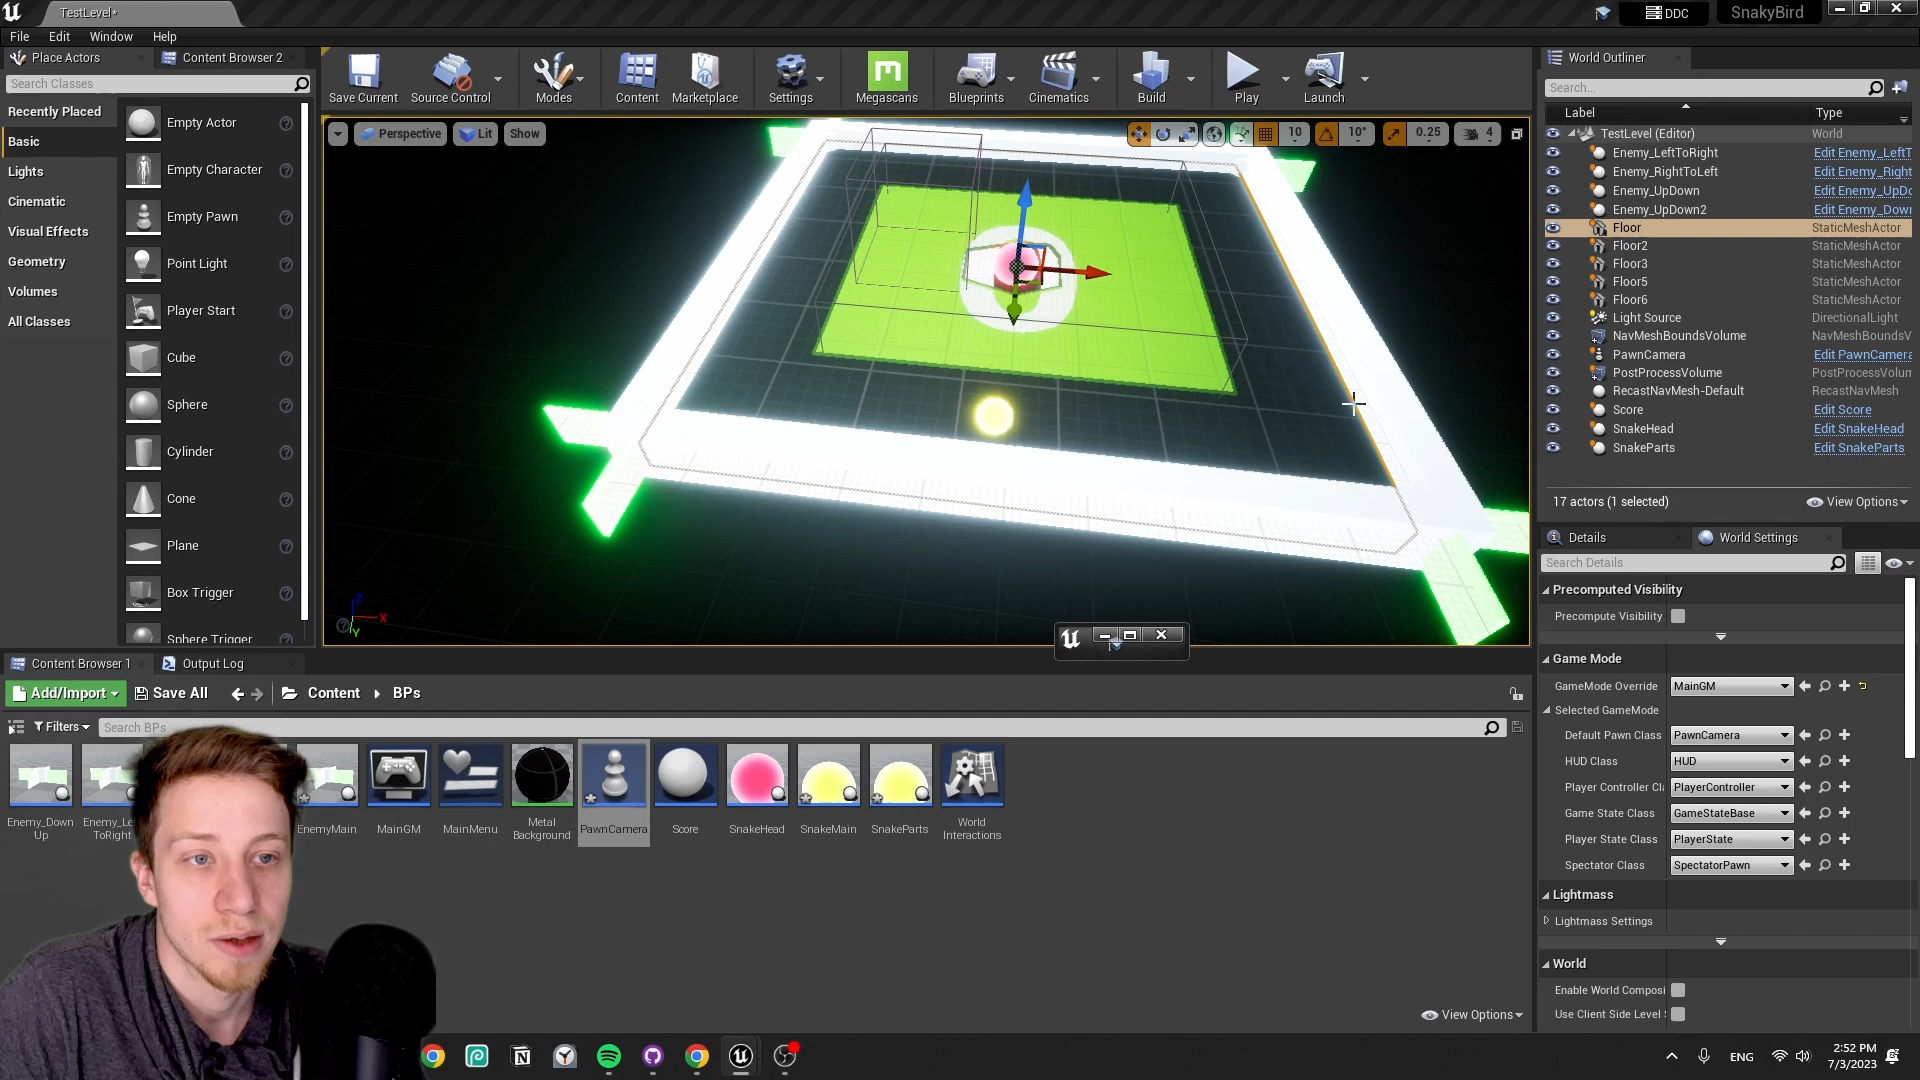 TestLevel*
DDC
SnakyBird
File Edit Window Help
Place Actors
Content Browser 2
Search Classes
Recently Placed
Basic
Lights
Cinematic
Visual Effects
Geometry
Volumes
All Classes
Empty Actor
Empty Character
Empty Pawn
Point Light
Player Start
Cube
Sphere
Cylinder
Cone
Plane
Box Trigger
Sphere Trigger
Save Current
Source Control
Modes
Content
Marketplace
Settings
Megascans
Blueprints
Cinematics
Build
Play
Launch
Perspective
Lit
Show
10
10°
0.25
4
Z
X
Y
World Outliner
Search...
Label Type
TestLevel (Editor) World
Enemy_LeftToRight Edit Enemy_LeftT
Enemy_RightToLeft Edit Enemy_Right
Enemy_UpDown Edit Enemy_UpDo
Enemy_UpDown2 Edit Enemy_Down
Floor StaticMeshActor
Floor2 StaticMeshActor
Floor3 StaticMeshActor
Floor5 StaticMeshActor
Floor6 StaticMeshActor
Light Source DirectionalLight
NavMeshBoundsVolume NavMeshBoundsV
PawnCamera Edit PawnCamera
PostProcessVolume PostProcessVolum
RecastNavMesh-Default RecastNavMesh
Score Edit Score
SnakeHead Edit SnakeHead
SnakeParts Edit SnakeParts
17 actors (1 selected)
View Options
Details
World Settings
Search Details
Precomputed Visibility
Precompute Visibility
Game Mode
GameMode Override MainGM
Selected GameMode
Default Pawn Class PawnCamera
HUD Class HUD
Player Controller Cl PlayerController
Game State Class GameStateBase
Player State Class PlayerState
Spectator Class SpectatorPawn
Lightmass
Lightmass Settings
World
Enable World Composi
Use Client Side Level
Content Browser 1
Output Log
Add/Import
Save All
Content
BPs
Filters
Search BPs
Enemy_Down
Up
Enemy_Le
ToRight
EnemyMain
MainGM
MainMenu
Metal
Background
PawnCamera
Score
SnakeHead
SnakeMain
SnakeParts
World
Interactions
View Options
ENG
2:52 PM
7/3/2023